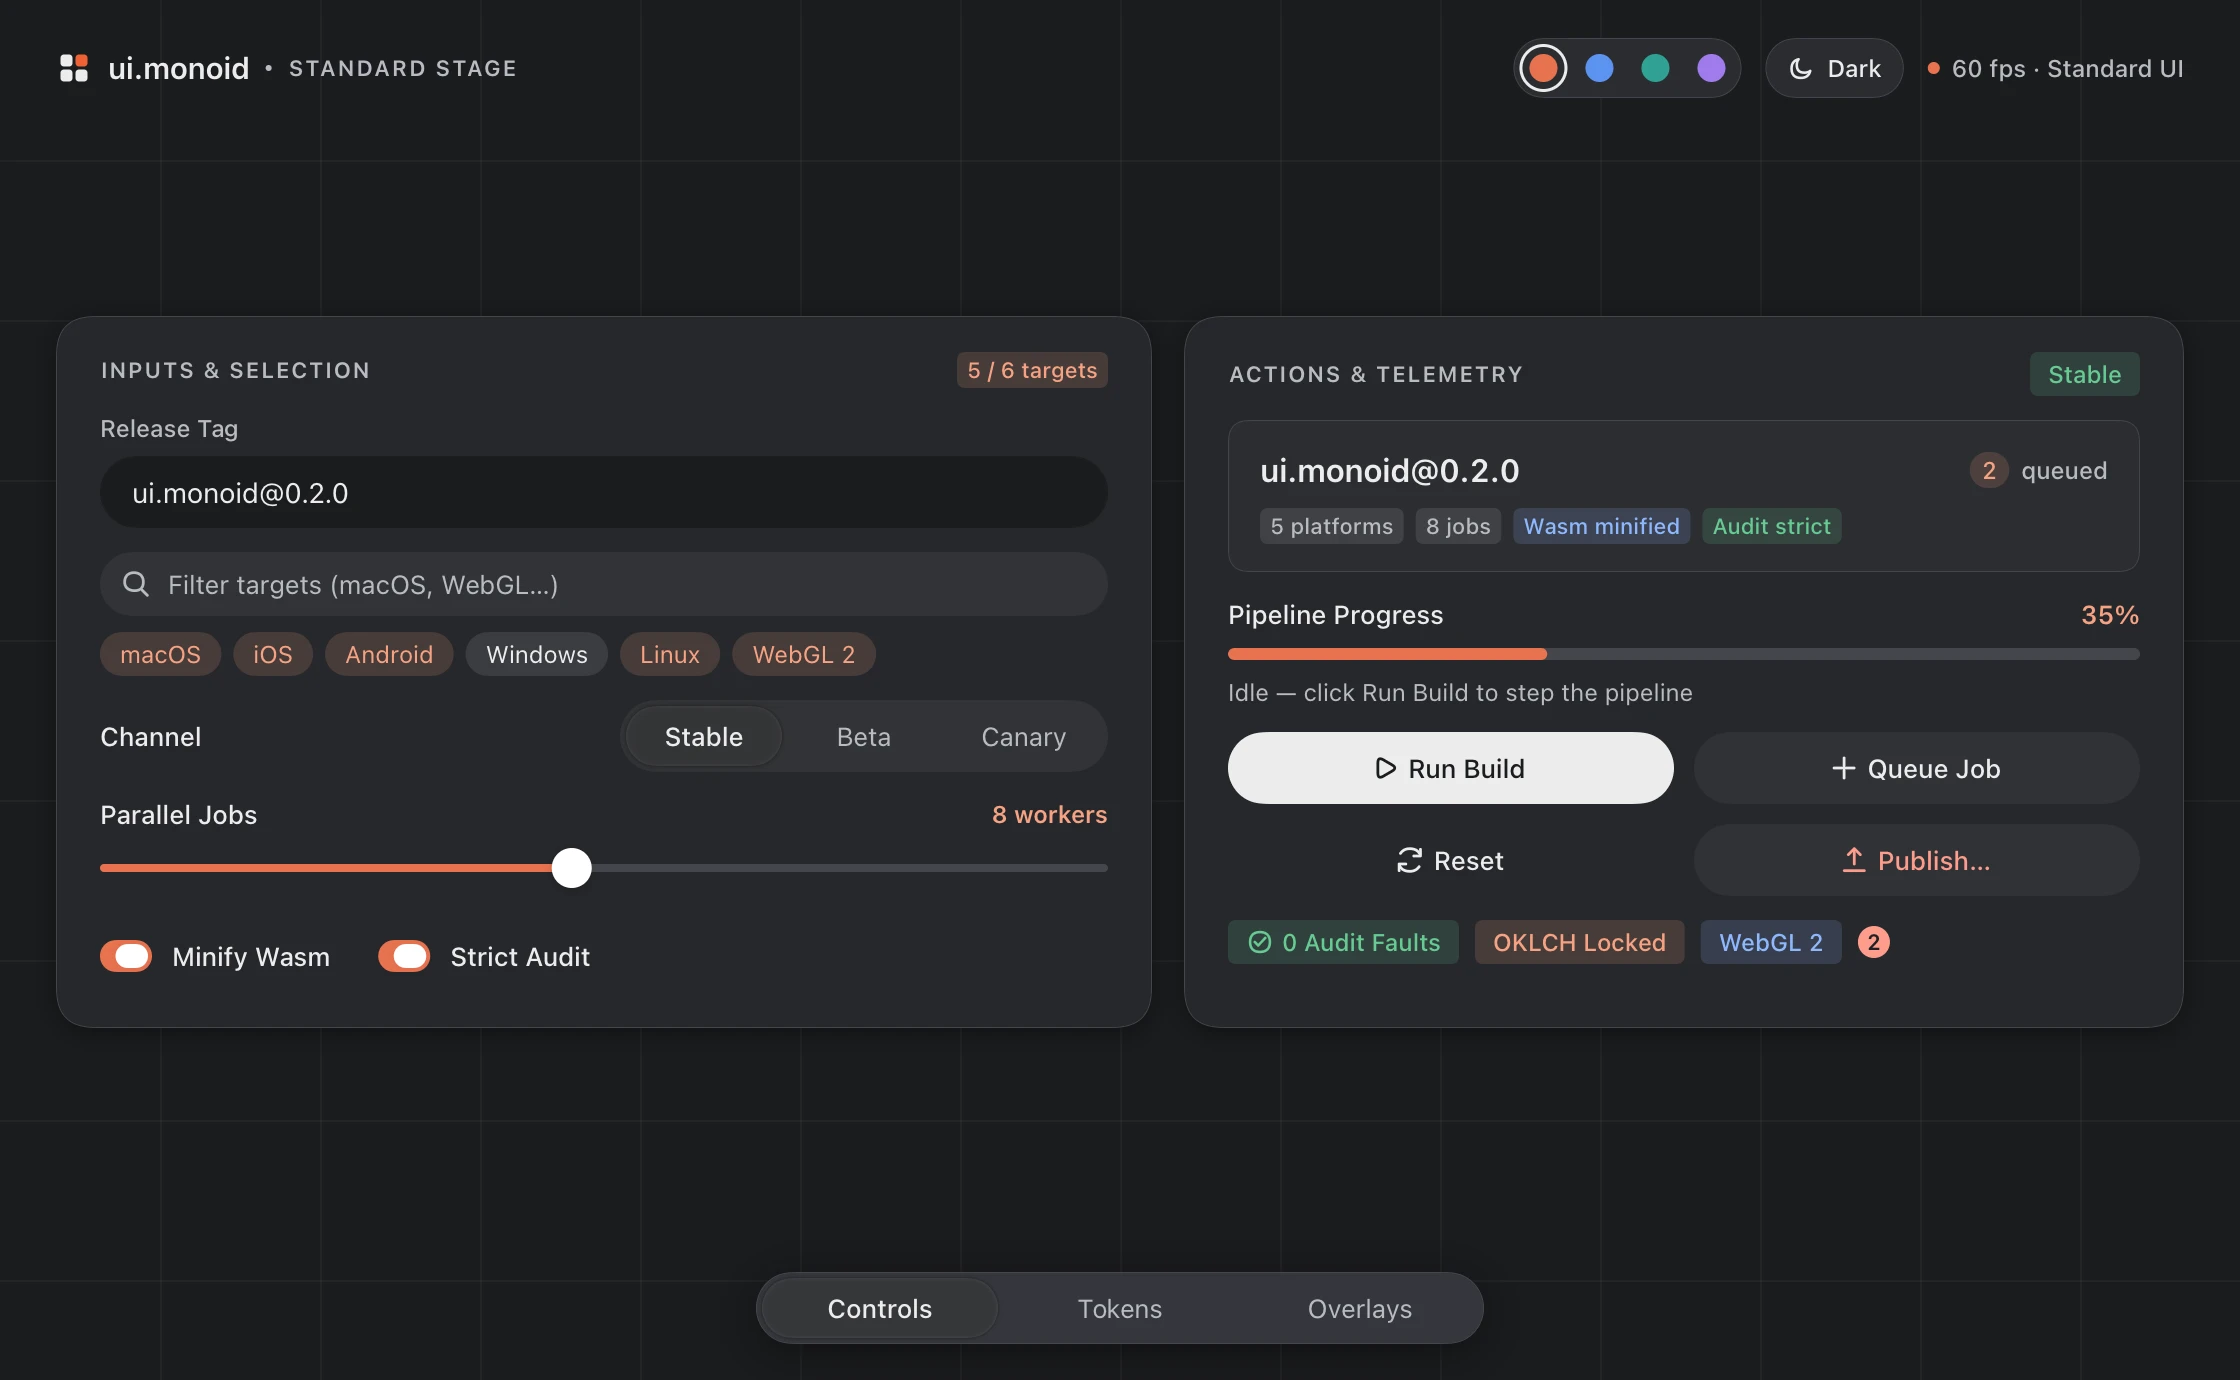 ui.monoid • STANDARD STAGE
Dark
60 fps · Standard UI
INPUTS & SELECTION
5 / 6 targets
Release Tag
ui.monoid@0.2.0
Filter targets (macOS, WebGL...)
macOS iOS Android Windows Linux WebGL 2
Channel
Stable Beta Canary
Parallel Jobs
8 workers
Minify Wasm
Strict Audit
ACTIONS & TELEMETRY
Stable
ui.monoid@0.2.0
2 queued
5 platforms 8 jobs Wasm minified Audit strict
Pipeline Progress
35%
Idle — click Run Build to step the pipeline
Run Build
Queue Job
Reset
Publish...
0 Audit Faults OKLCH Locked WebGL 2 2
Controls Tokens Overlays